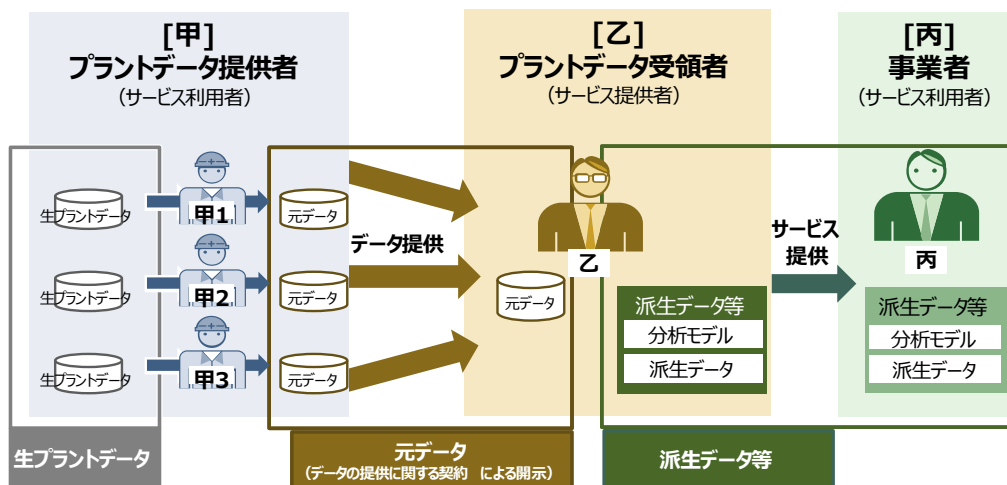 [甲]
プラントデータ提供者
（サービス利用者）
[乙]
プラントデータ受領者
（サービス提供者）
[丙]
事業者
（サービス利用者）
生プラントデータ
甲1
元データ
生プラントデータ
甲2
元データ
生プラントデータ
甲3
元データ
データ提供
乙
元データ
派生データ等
分析モデル
派生データ
サービス
提供
丙
派生データ等
分析モデル
派生データ
生プラントデータ
元データ
（データの提供に関する契約　による開示）
派生データ等